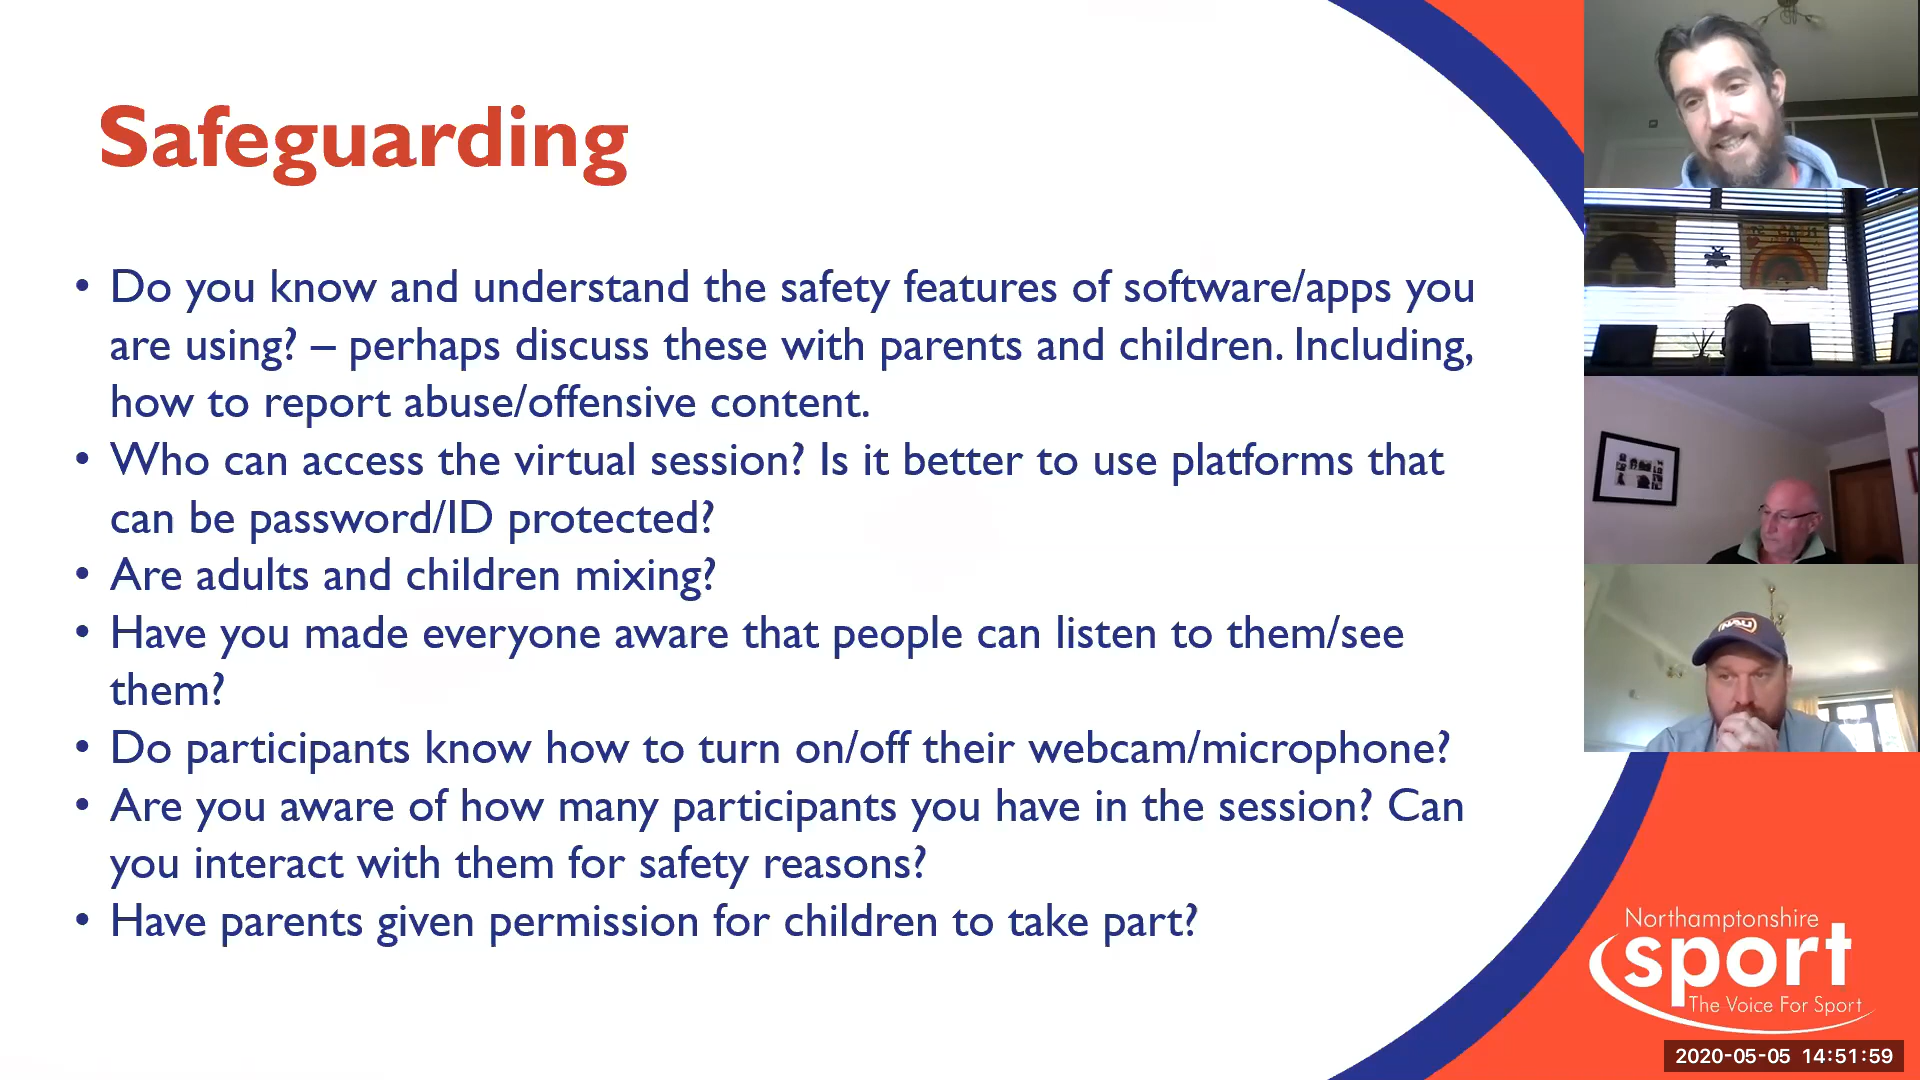 Safeguarding
• Do you know and understand the safety features of software/apps you
are using? – perhaps discuss these with parents and children. Including,
how to report abuse/offensive content.
• Who can access the virtual session? Is it better to use platforms that
can be password/ID protected?
• Are adults and children mixing?
• Have you made everyone aware that people can listen to them/see
them?
• Do participants know how to turn on/off their webcam/microphone?
• Are you aware of how many participants you have in the session? Can
you interact with them for safety reasons?
• Have parents given permission for children to take part?
NAU
Northamptonshire
sport
The Voice For Sport
2020-05-05 14:51:59